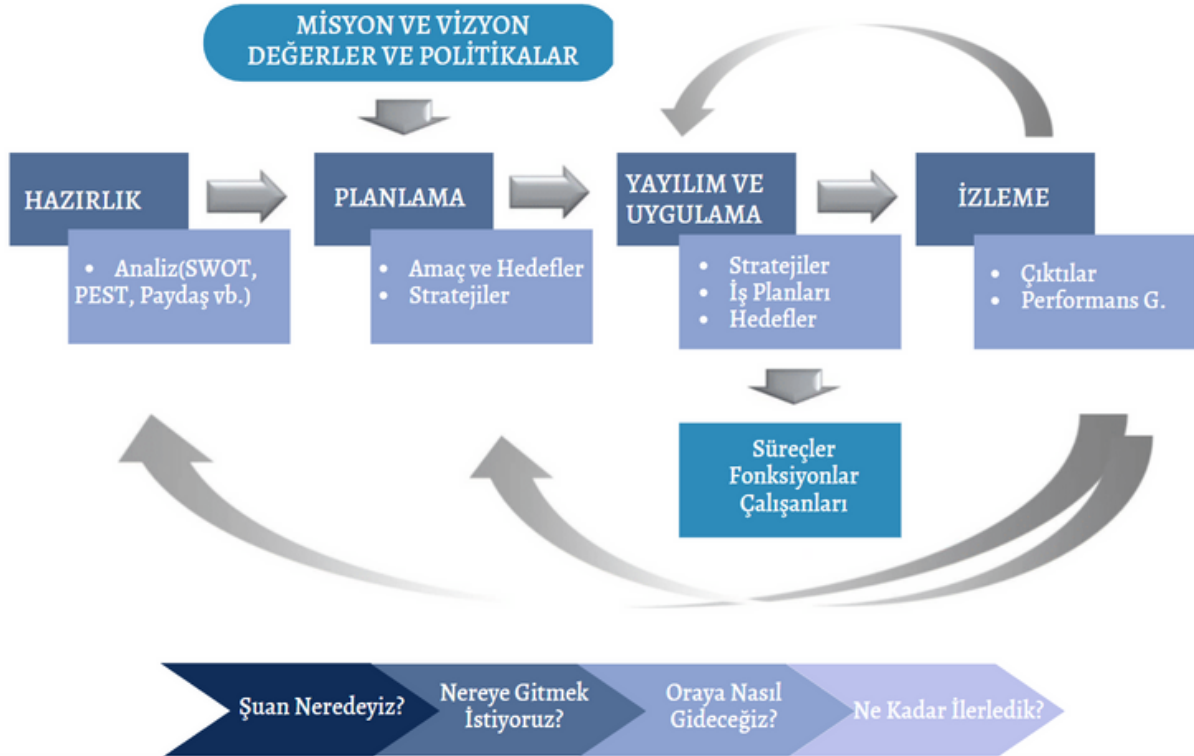 MİSYON VE VİZYON
DEĞERLER VE POLİTİKALAR
HAZIRLIK
• Analiz(SWOT,
PEST, Paydaş vb.)
PLANLAMA
• Amaç ve Hedefler
• Stratejiler
YAYILIM VE
UYGULAMA
• Stratejiler
• İş Planları
• Hedefler
İZLEME
• Çıktılar
• Performans G.
Süreçler
Fonksiyonlar
Çalışanları
Şuan Neredeyiz?
Nereye Gitmek
İstiyoruz?
Oraya Nasıl
Gideceğiz?
Ne Kadar İlerledik?